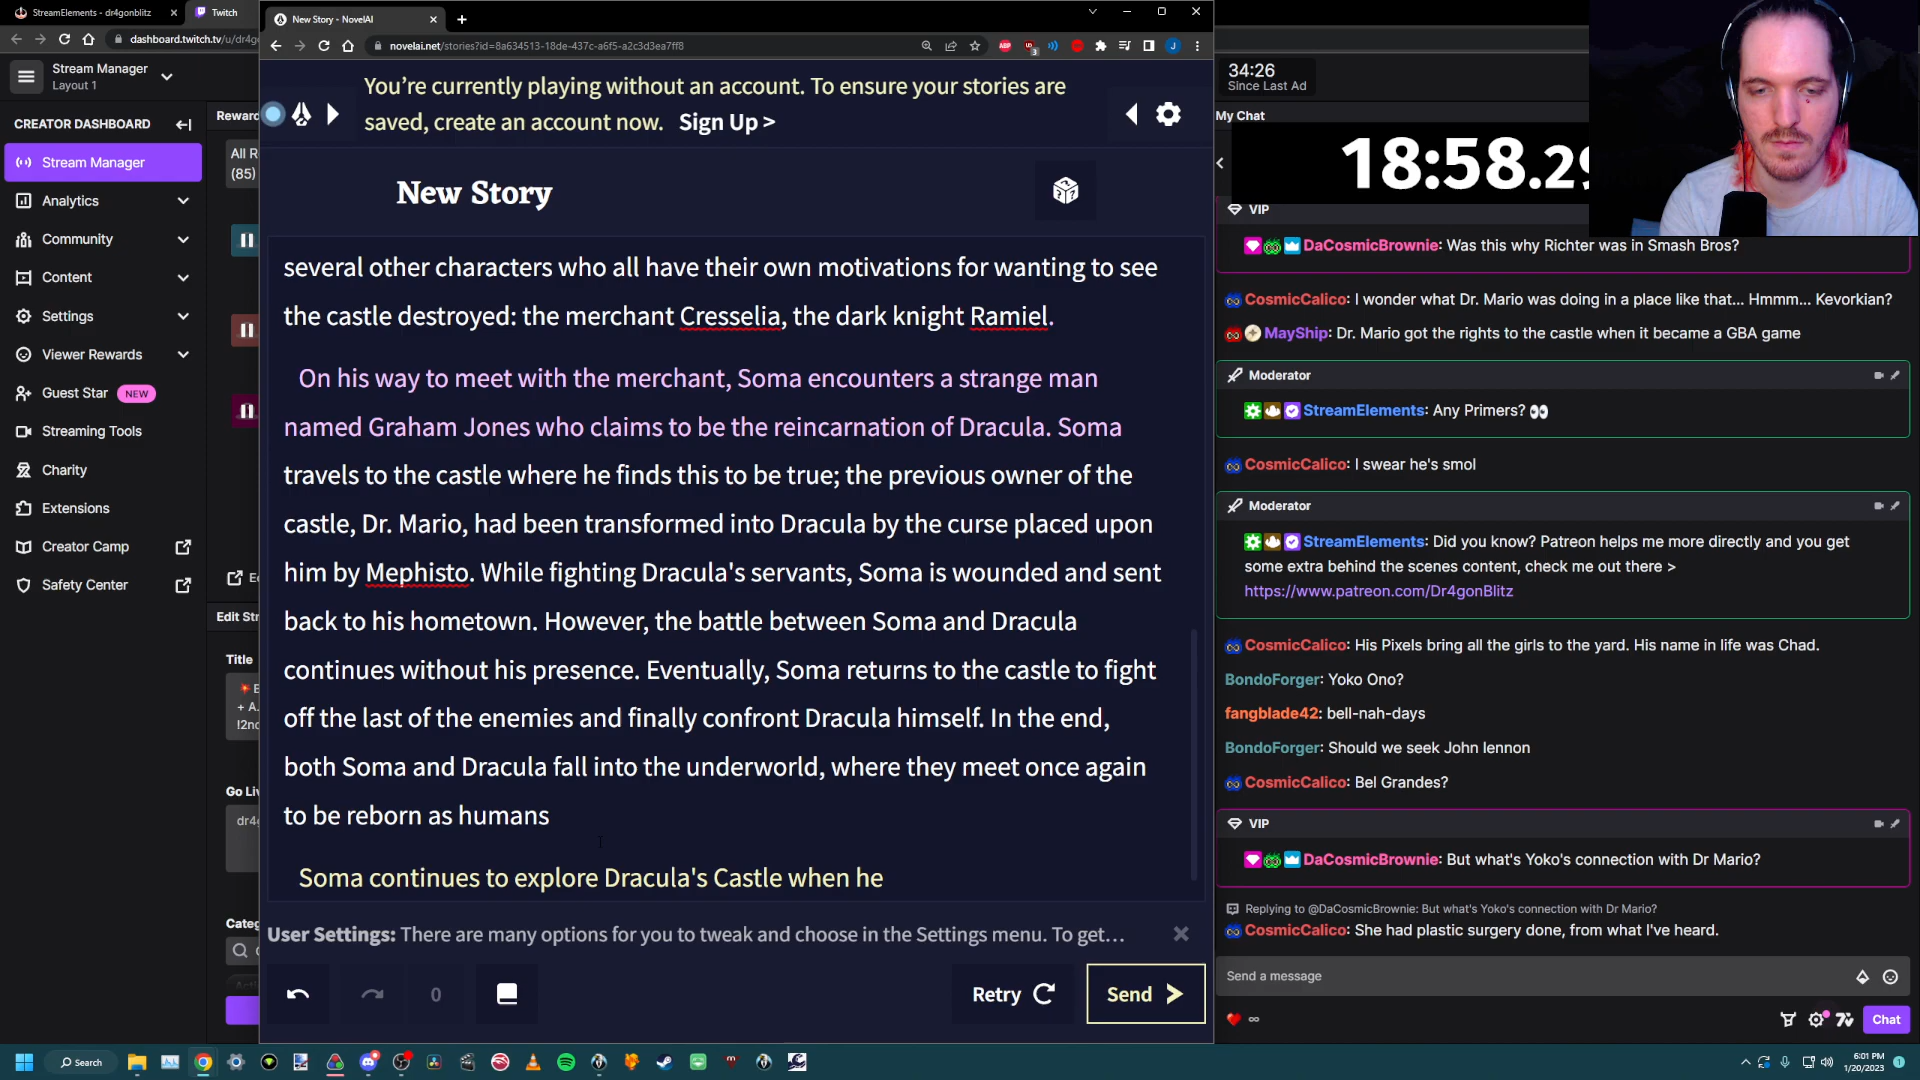 StreamElements - dr4gonblitz
Twitch
New Story - NovelAI
dashboard.twitch.tv/u/dr4g
novelai.net/stories?id=8a634513-18de-437c-a6f5-a2c3d3ea7ff8
Stream Manager
Layout 1
CREATOR DASHBOARD
Stream Manager
Analytics
Community
Content
Settings
Viewer Rewards
Guest Star NEW
Streaming Tools
Charity
Extensions
Creator Camp
Safety Center
Reward
All R
(85)
Edit Str
Title
+ A.
!2nd
Go Liv
dr4g
Categ
You're currently playing without an account. To ensure your stories are
saved, create an account now. Sign Up >
New Story
several other characters who all have their own motivations for wanting to see
the castle destroyed: the merchant Cresselia, the dark knight Ramiel.
On his way to meet with the merchant, Soma encounters a strange man
named Graham Jones who claims to be the reincarnation of Dracula. Soma
travels to the castle where he finds this to be true; the previous owner of the
castle, Dr. Mario, had been transformed into Dracula by the curse placed upon
him by Mephisto. While fighting Dracula's servants, Soma is wounded and sent
back to his hometown. However, the battle between Soma and Dracula
continues without his presence. Eventually, Soma returns to the castle to fight
off the last of the enemies and finally confront Dracula himself. In the end,
both Soma and Dracula fall into the underworld, where they meet once again
to be reborn as humans
Soma continues to explore Dracula's Castle when he
User Settings: There are many options for you to tweak and choose in the Settings menu. To get...
0
Retry
Send
34:26
Since Last Ad
My Chat
18:58.29
VIP
DaCosmicBrownie: Was this why Richter was in Smash Bros?
CosmicCalico: I wonder what Dr. Mario was doing in a place like that... Hmmm... Kevorkian?
MayShip: Dr. Mario got the rights to the castle when it became a GBA game
Moderator
StreamElements: Any Primers? 👀
CosmicCalico: I swear he's smol
Moderator
StreamElements: Did you know? Patreon helps me more directly and you get
some extra behind the scenes content, check me out there >
https://www.patreon.com/Dr4gonBlitz
CosmicCalico: His Pixels bring all the girls to the yard. His name in life was Chad.
BondoForger: Yoko Ono?
fangblade42: bell-nah-days
BondoForger: Should we seek John lennon
CosmicCalico: Bel Grandes?
VIP
DaCosmicBrownie: But what's Yoko's connection with Dr Mario?
Replying to @DaCosmicBrownie: But what's Yoko's connection with Dr Mario?
CosmicCalico: She had plastic surgery done, from what I've heard.
Send a message
Chat
Search
6:01 PM
1/20/2023